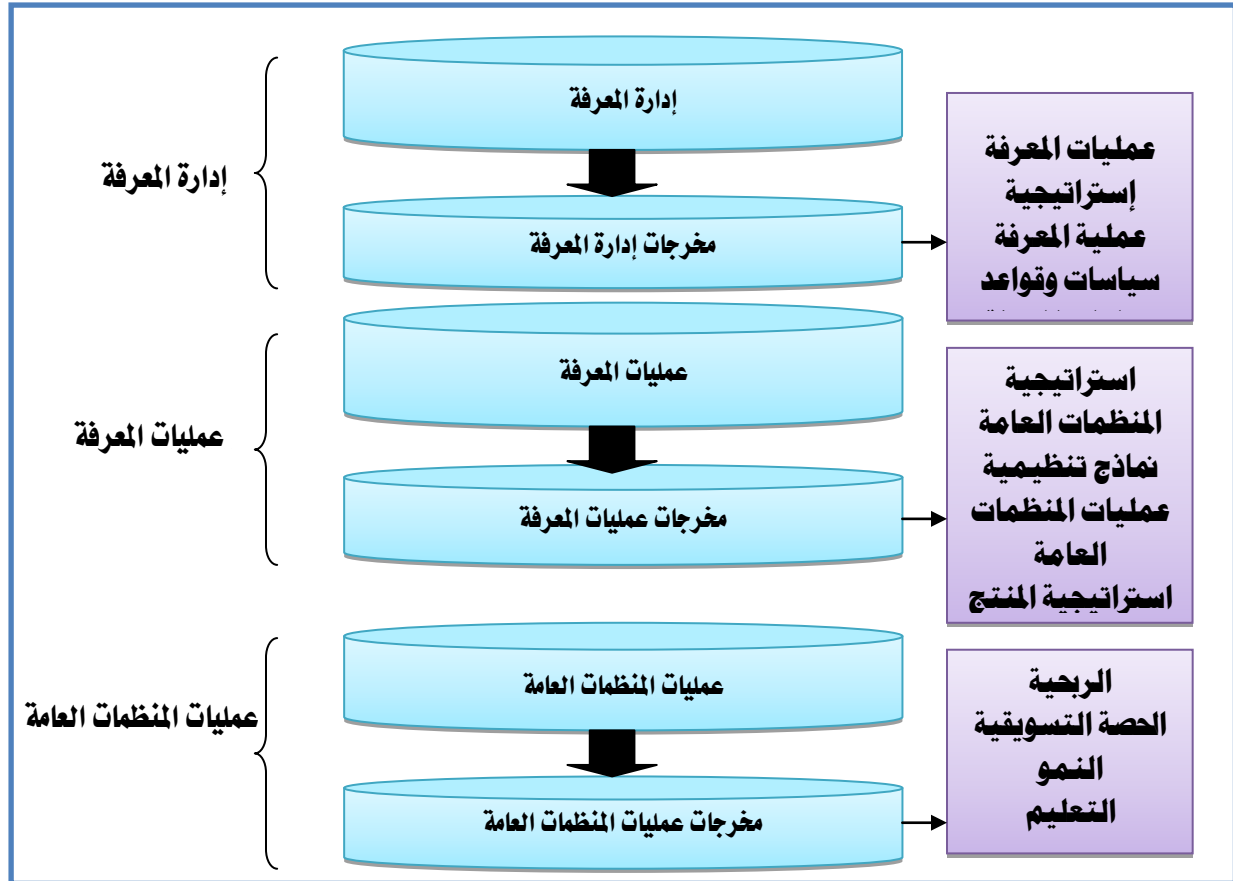 إدارة المعرفة
إدارة المعرفة
مخرجات إدارة المعرفة
عمليات المعرفة
إستراتيجية
عملية المعرفة
سياسات وقواعد
عمليات المعرفة
عمليات المعرفة
مخرجات عمليات المعرفة
استراتيجية
المنظمات العامة
نماذج تنظيمية
عمليات المنظمات
العامة
استراتيجية المنتج
عمليات المنظمات العامة
عمليات المنظمات العامة
مخرجات عمليات المنظمات العامة
الربحية
الحصة التسويقية
النمو
التعليم